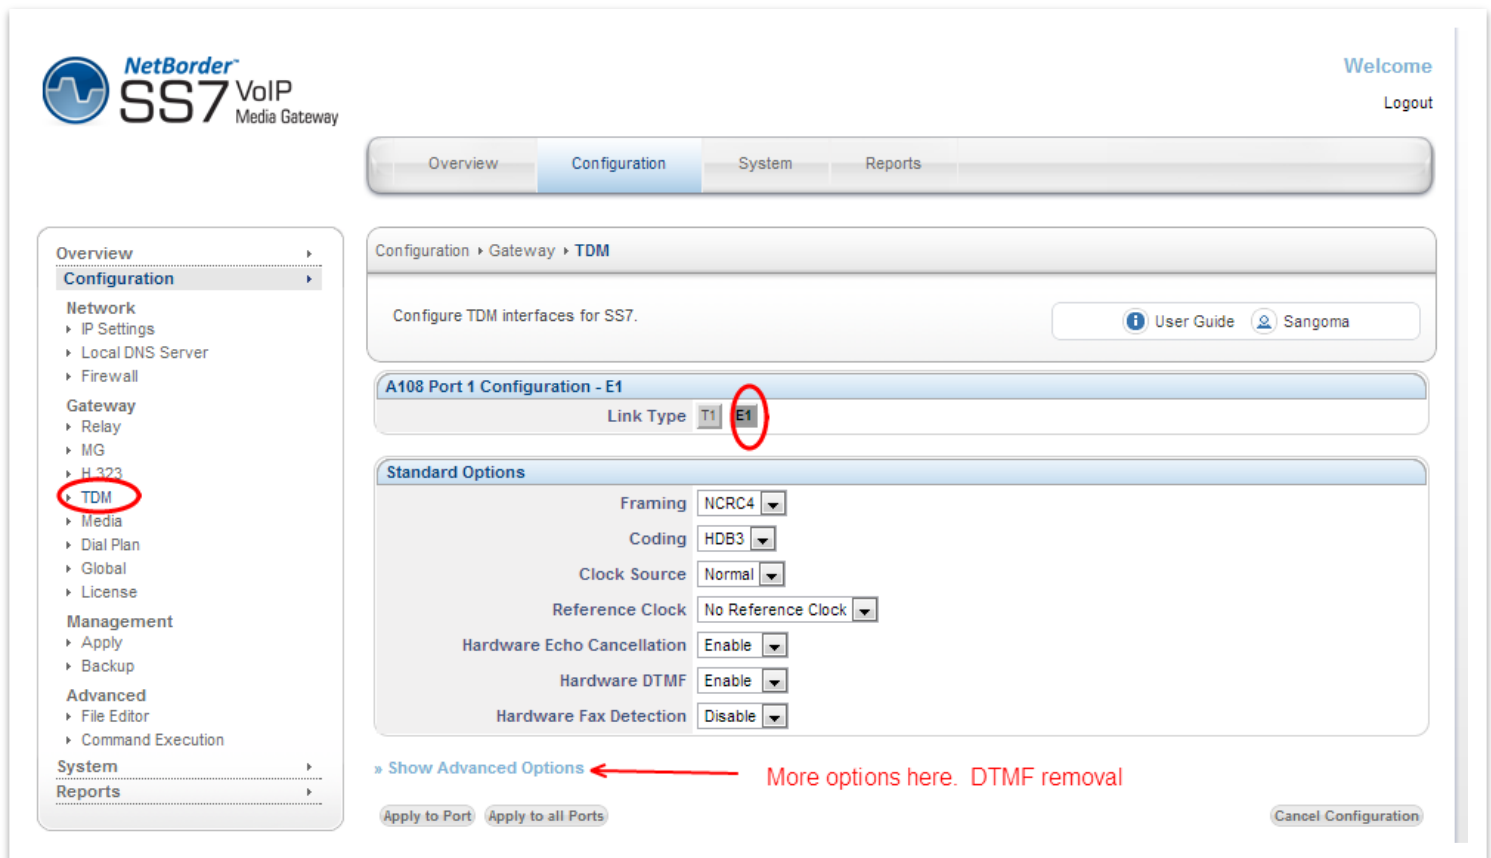 NetBorder™
SS7 VoIP
Media Gateway
Welcome
Logout
Overview Configuration System Reports
Overview
Configuration
Network
IP Settings
Local DNS Server
Firewall
Gateway
Relay
MG
H.323
TDM
Media
Dial Plan
Global
License
Management
Apply
Backup
Advanced
File Editor
Command Execution
System
Reports
Configuration Gateway TDM
Configure TDM interfaces for SS7.
User Guide Sangoma
A108 Port 1 Configuration - E1
Link Type T1 E1
Standard Options
Framing NCRC4
Coding HDB3
Clock Source Normal
Reference Clock No Reference Clock
Hardware Echo Cancellation Enable
Hardware DTMF Enable
Hardware Fax Detection Disable
» Show Advanced Options
More options here. DTMF removal
Apply to Port Apply to all Ports Cancel Configuration